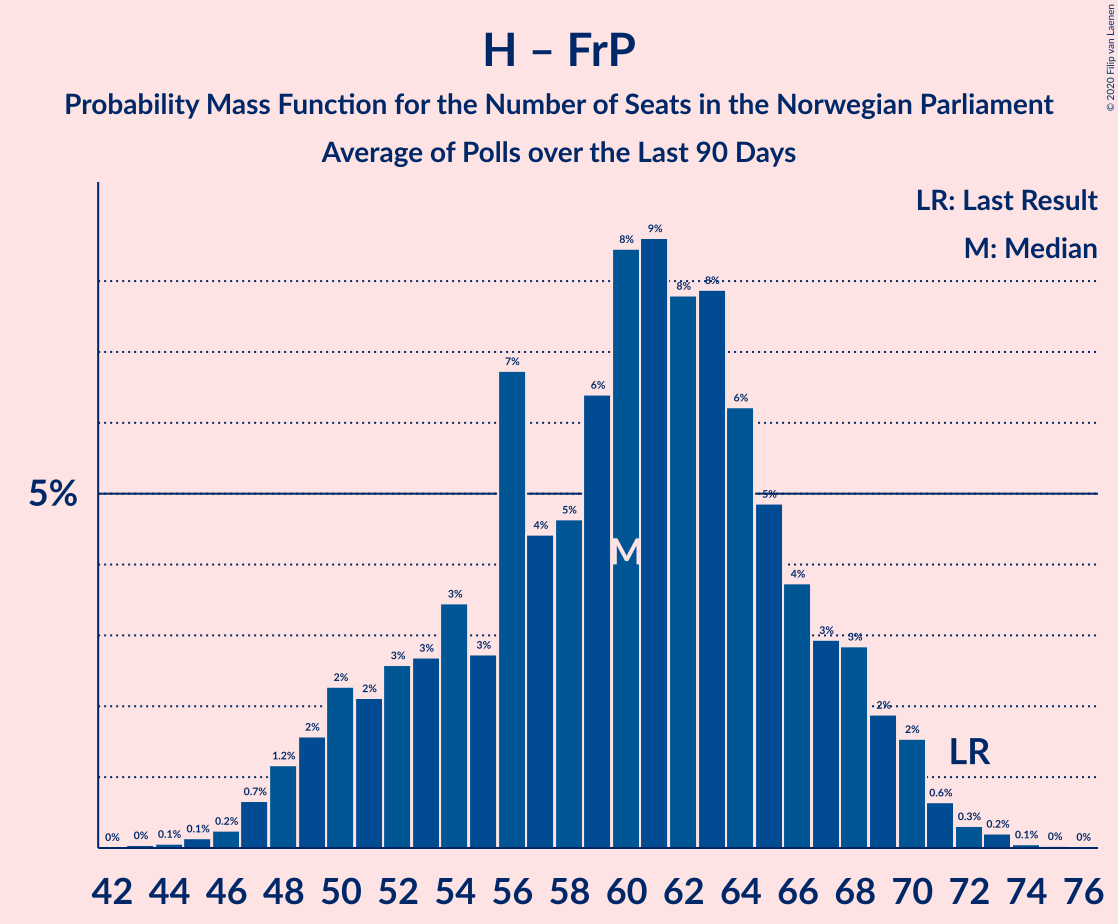 H – FrP
Probability Mass Function for the Number of Seats in the Norwegian Parliament
Average of Polls over the Last 90 Days
© 2020 Filip van Laenen
LR: Last Result
M: Median
5%
0% 0% 0.1% 0.1% 0.2% 0.7% 1.2% 2% 2% 2% 3% 3% 3% 3% 7% 4% 5% 6% 8% 9% 8% 8% 6% 5% 4% 3% 3% 2% 2% 0.6% 0.3% 0.2% 0.1% 0% 0%
M
LR
42 44 46 48 50 52 54 56 58 60 62 64 66 68 70 72 74 76